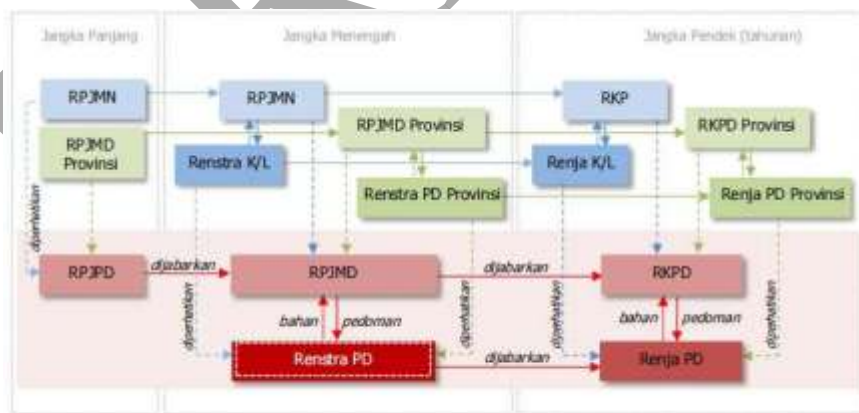 Jangka Panjang
Jangka Menengah
Jangka Pendek (tahunan)
RPJMN
RPJMN
RKP
RPJMD Provinsi
RKPD Provinsi
RPJMD
Provinsi
Renstra K/L
Renja K/L
Renstra PD Provinsi
Renja PD Provinsi
diperhatikan
RPJPD
dijabarkan
RPJMD
dijabarkan
RKPD
diperhatikan
bahan
pedoman
diperhatikan
diperhatikan
bahan
pedoman
diperhatikan
Renstra PD
dijabarkan
Renja PD